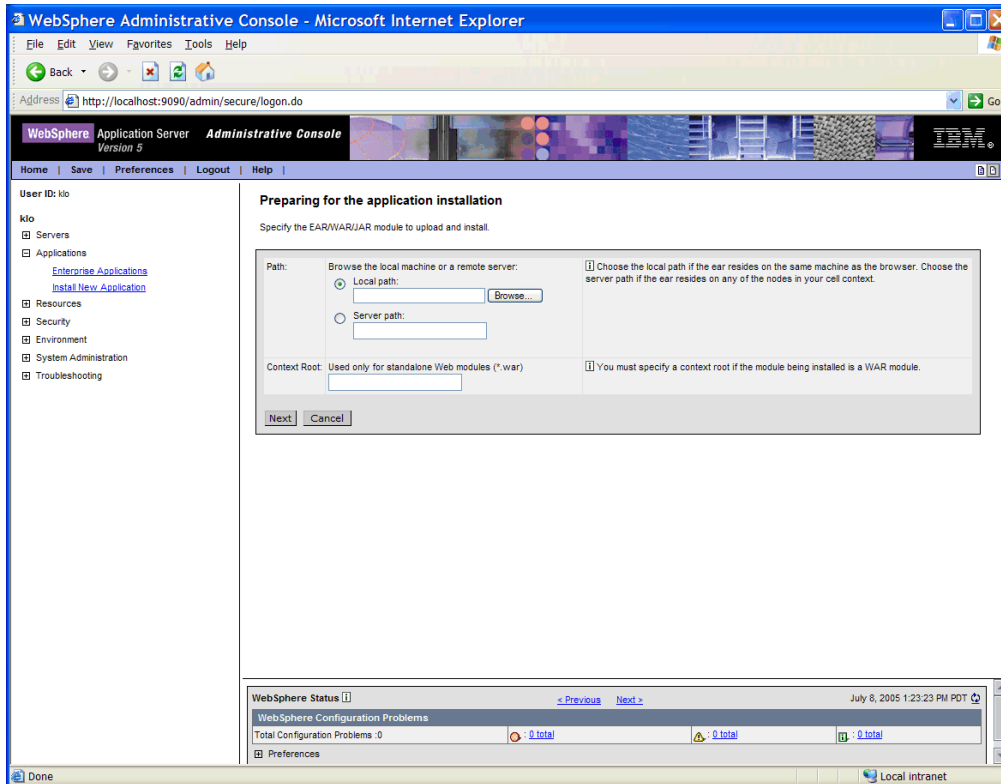 WebSphere Administrative Console - Microsoft Internet Explorer
File Edit View Favorites Tools Help
Back
Address http://localhost:9090/admin/secure/logon.do Go
WebSphere Application Server Administrative Console
Version 5
IBM
Home | Save | Preferences | Logout | Help |
User ID: klo
klo
Servers
Applications
Enterprise Applications
Install New Application
Resources
Security
Environment
System Administration
Troubleshooting
Preparing for the application installation
Specify the EAR/WAR/JAR module to upload and install.
Path: Browse the local machine or a remote server:
Local path:
Browse...
Server path:
i Choose the local path if the ear resides on the same machine as the browser. Choose the
server path if the ear resides on any of the nodes in your cell context.
Context Root: Used only for standalone Web modules (*.war)
i You must specify a context root if the module being installed is a WAR module.
Next Cancel
WebSphere Status i < Previous Next > July 8, 2005 1:23:23 PM PDT
WebSphere Configuration Problems
Total Configuration Problems :0 : 0 total : 0 total : 0 total
Preferences
Done Local intranet